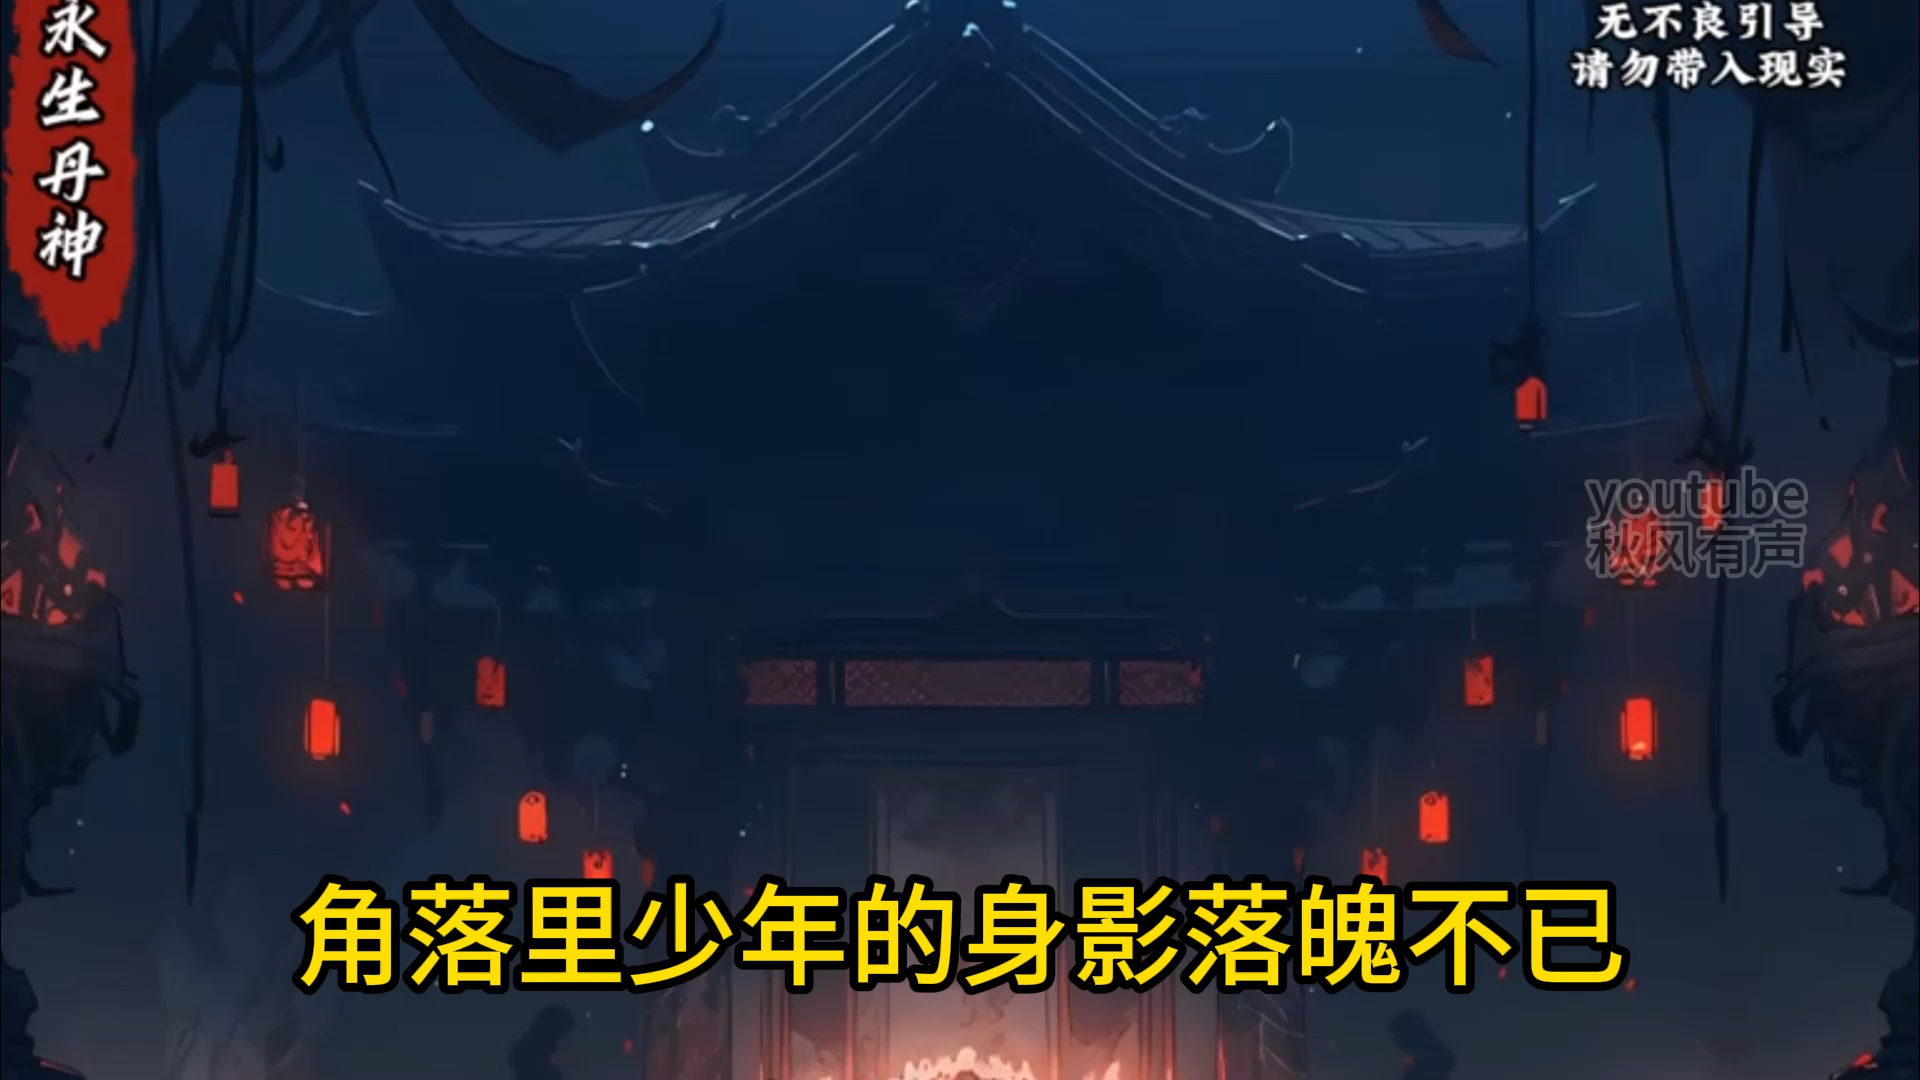 永生丹神
无不良引导
请勿带入现实
youtube
秋风有声
角落里少年的身影落魄不已